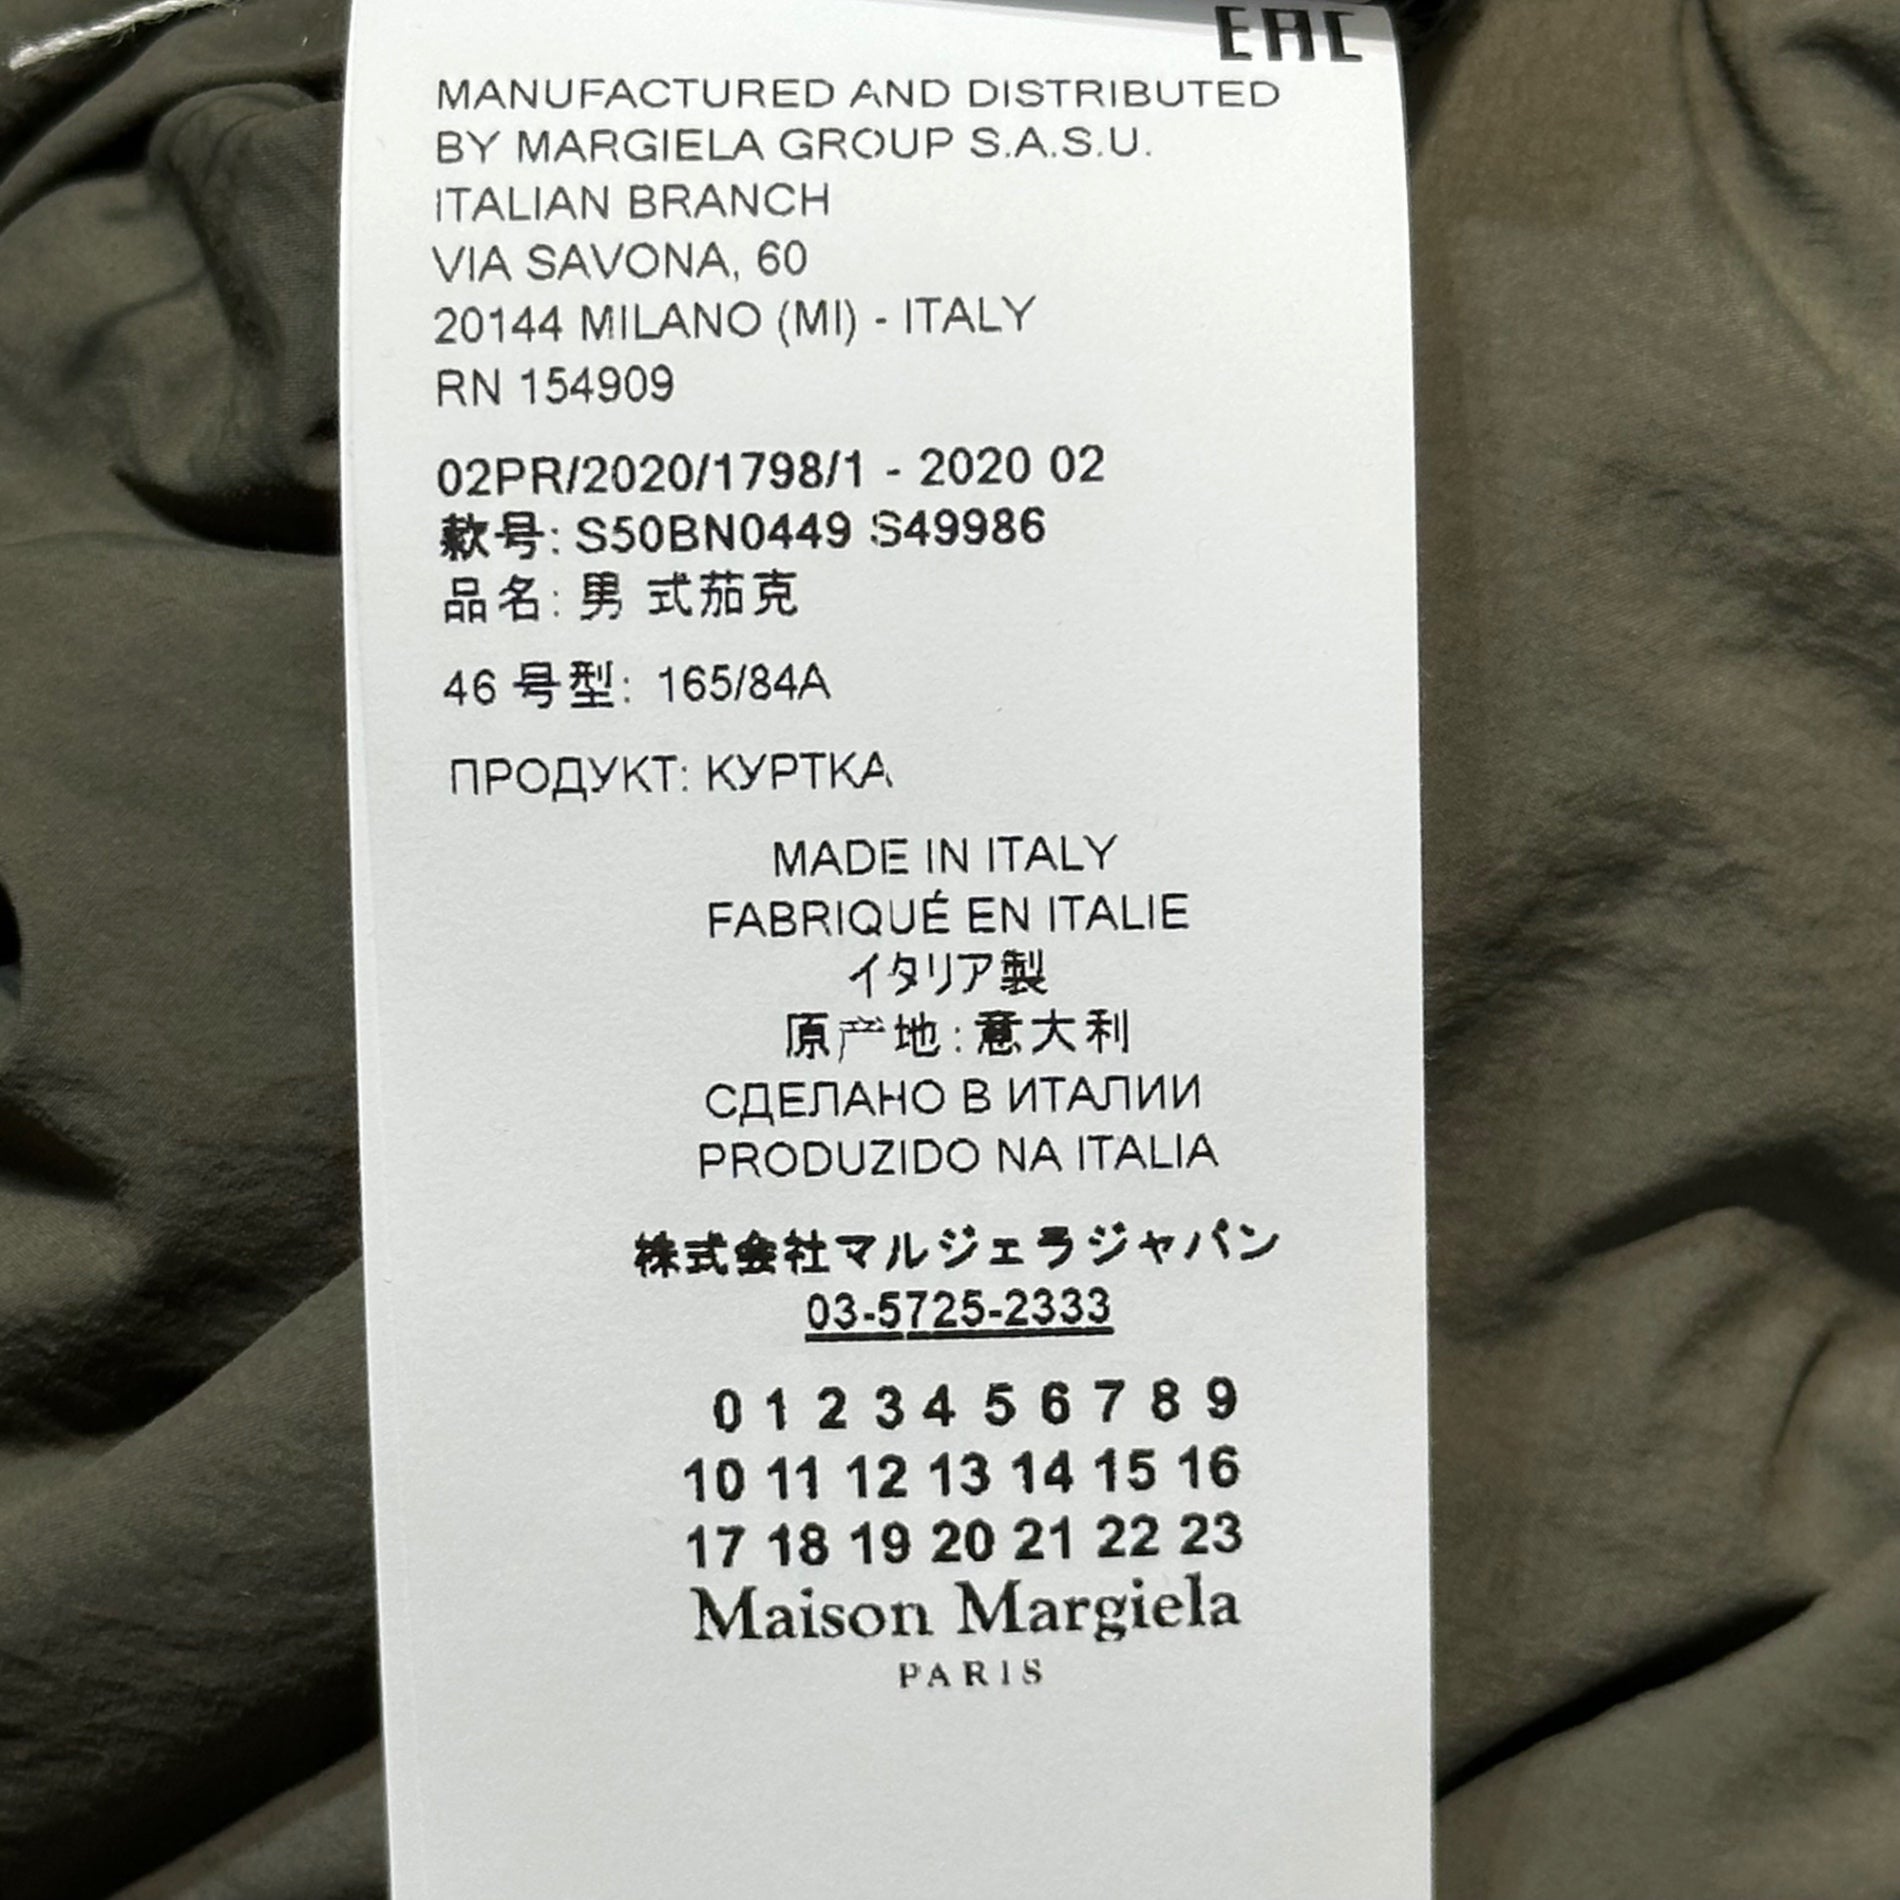 EAC
MANUFACTURED AND DISTRIBUTED
BY MARGIELA GROUP S.A.S.U.
ITALIAN BRANCH
VIA SAVONA, 60
20144 MILANO (MI) - ITALY
RN 154909
02PR/2020/1798/1 - 2020 02
款号: S50BN0449 S49986
品名: 男 式茄克
46 号型: 165/84A
ПРОДУКТ: КУРТКА
MADE IN ITALY
FABRIQUÉ EN ITALIE
イタリア製
原产地: 意大利
СДЕЛАНО В ИТАЛИИ
PRODUZIDO NA ITALIA
株式会社マルジェラジャパン
03-5725-2333
0 1 2 3 4 5 6 7 8 9
10 11 12 13 14 15 16
17 18 19 20 21 22 23
Maison Margiela
PARIS